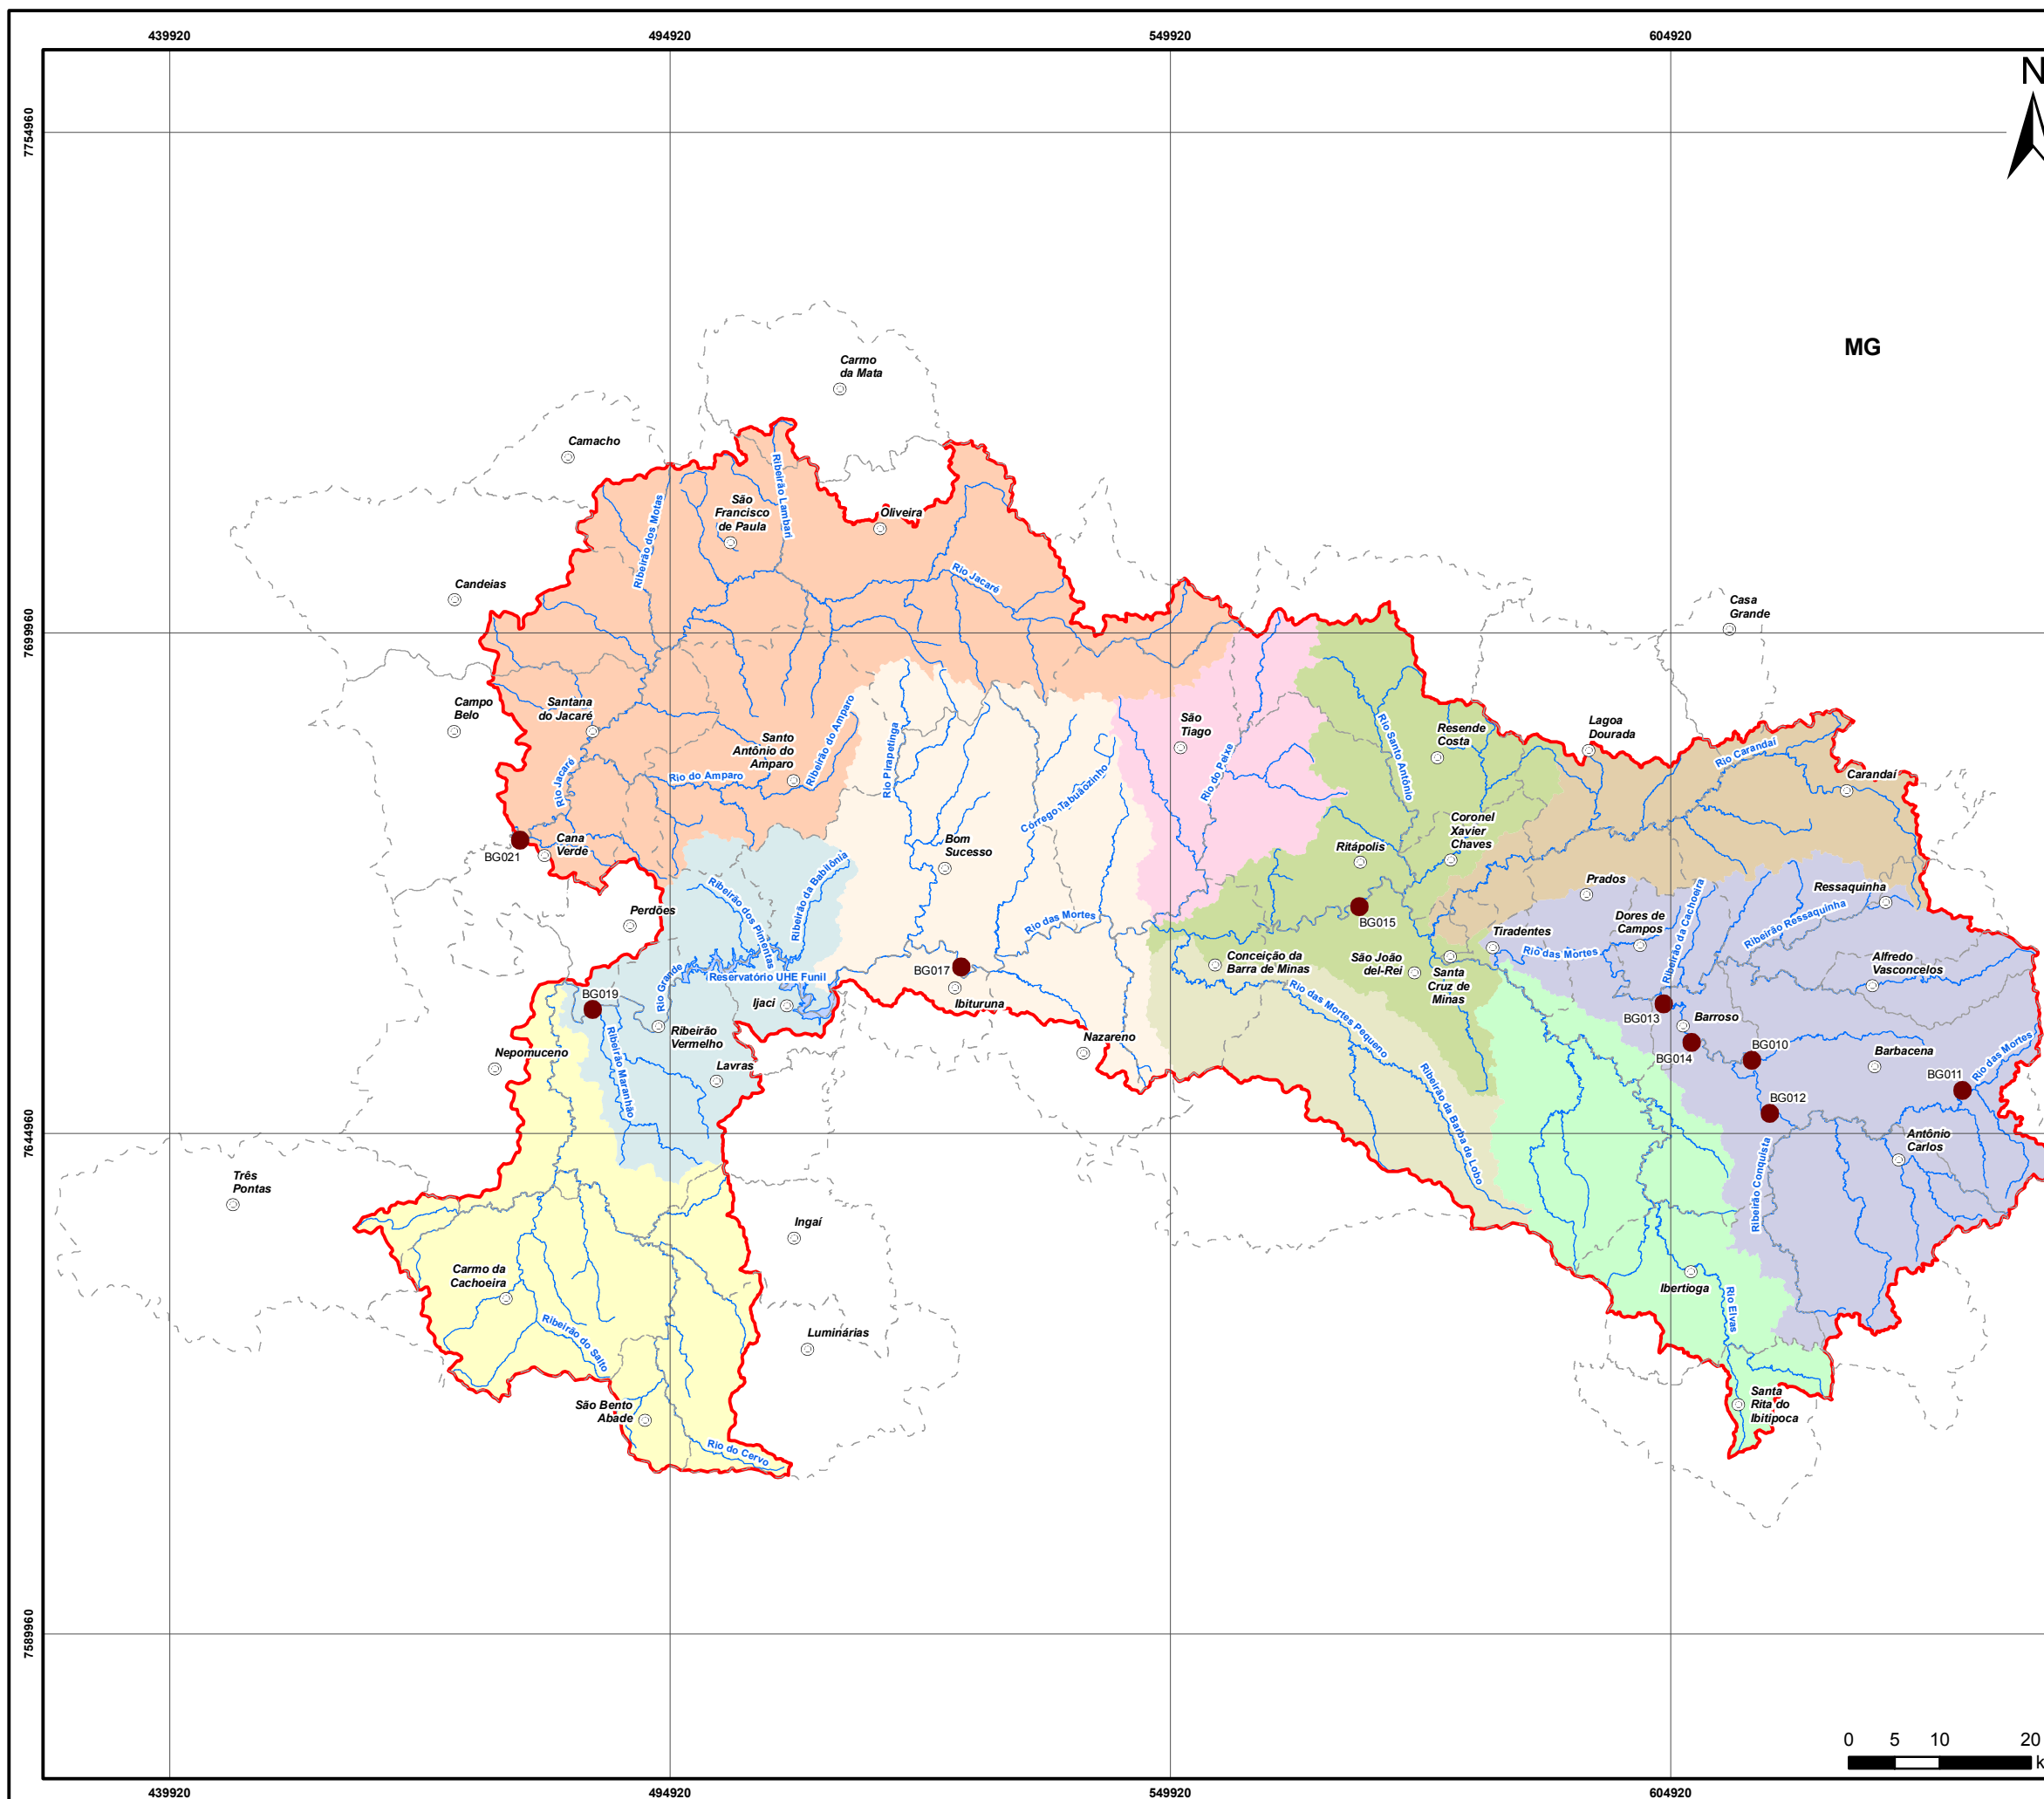 439920
494920
549920
604920
N
7754960
MG
Carmo
da Mata
Camacho
São
Francisco
de Paula
Ribeirão Lambari
Ribeirão dos Motas
Oliveira
Rio Jacaré
Candeias
Casa
Grande
7699960
Campo
Belo
Santana
do Jacaré
Santo
Antônio do
Amparo
Ribeirão do Amparo
Rio do Amparo
Rio Jacaré
Rio Pirapetinga
Córrego Tabuãozinho
São
Tiago
Rio do Peixe
Rio Santo Antônio
Resende
Costa
Lagoa
Dourada
Rio Carandaí
Carandaí
BG021
Cana
Verde
Bom
Sucesso
Ritápolis
Coronel
Xavier
Chaves
Perdões
Ribeirão dos Pimentas
Ribeirão da Babilônia
Rio das Mortes
BG015
Prados
Dores de
Campos
Ribeirão da Cachoeira
Ressaquinha
Ribeirão Ressaquinha
Tiradentes
Rio das Mortes
Alfredo
Vasconcelos
Conceição da
Barra de Minas
São João
del-Rei
Santa
Cruz de
Minas
BG017
Ibituruna
Reservatório UHE Funil
Rio Grande
Ijaci
BG019
Ribeirão
Vermelho
Ribeirão Maranhão
Nepomuceno
Lavras
Nazareno
Rio das Mortes Pequeno
Ribeirão da Barba de Lobo
BG013
Barroso
BG014
BG010
Barbacena
BG011
Rio das Mortes
BG012
7644960
Antônio
Carlos
Ribeirão Conquista
Três
Pontas
Ingaí
Carmo da
Cachoeira
Ribeirão do Salto
Luminárias
Ibertioga
Rio Elvas
São Bento
Abade
Rio do Cervo
Santa
Rita do
Ibitipoca
7589960
0 5 10 20
k
439920
494920
549920
604920